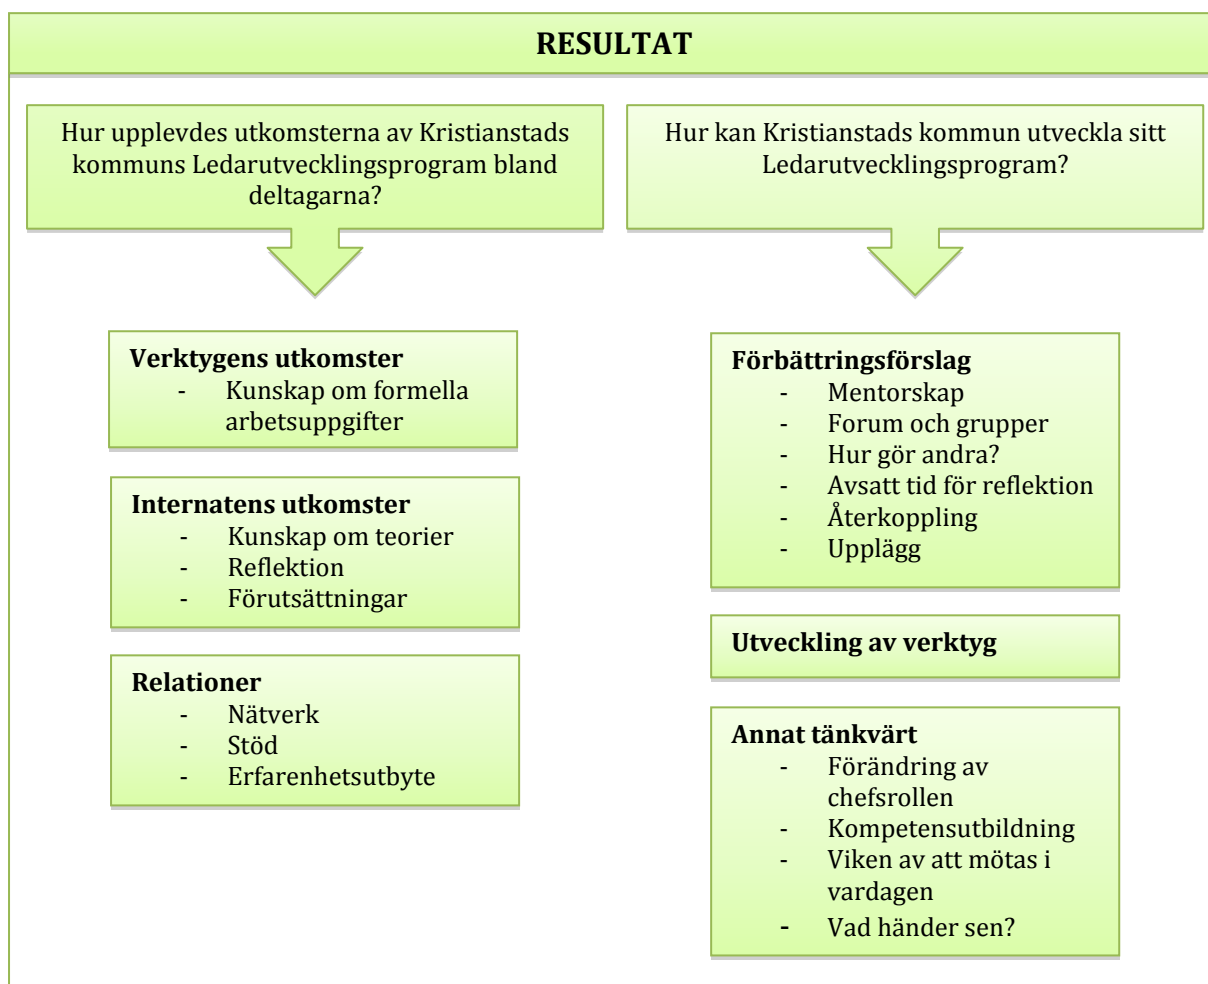 RESULTAT
Hur upplevdes utkomsterna av Kristianstads
kommuns Ledarutvecklingsprogram bland
deltagarna?
Verktygens utkomster
- Kunskap om formella
arbetsuppgifter
Internatens utkomster
- Kunskap om teorier
- Reflektion
- Förutsättningar
Relationer
- Nätverk
- Stöd
- Erfarenhetsutbyte
Hur kan Kristianstads kommun utveckla sitt
Ledarutvecklingsprogram?
Förbättringsförslag
- Mentorskap
- Forum och grupper
- Hur gör andra?
- Avsatt tid för reflektion
- Återkoppling
- Upplägg
Utveckling av verktyg
Annat tänkvärt
- Förändring av
chefsrollen
- Kompetensutbildning
- Viken av att mötas i
vardagen
- Vad händer sen?